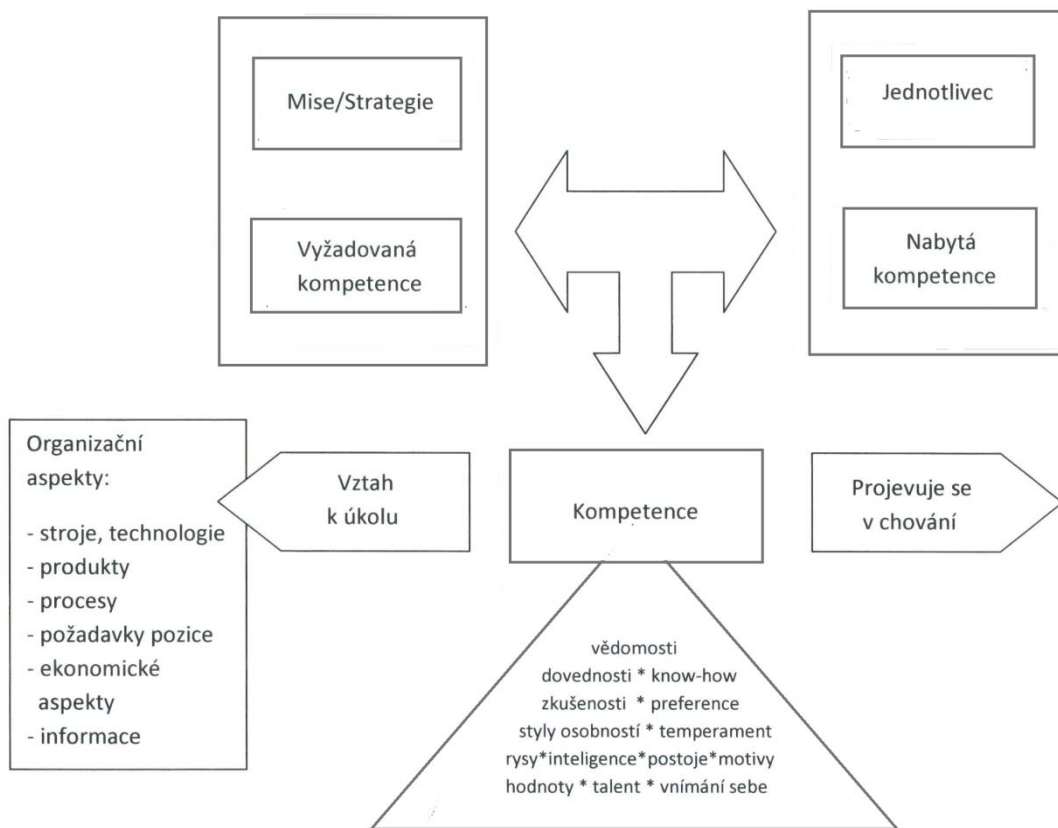 Mise/Strategie
Vyžadovaná
kompetence
Jednotlivec
Nabytá
kompetence
Organizační
aspekty:
- stroje, technologie
- produkty
- procesy
- požadavky pozice
- ekonomické
aspekty
- informace
Vztah
k úkolu
Kompetence
Projevuje se
v chování
vědomosti
dovednosti * know-how
zkušenosti * preference
styly osobností * temperament
rysy*inteligence*postoje*motivy
hodnoty * talent * vnímání sebe